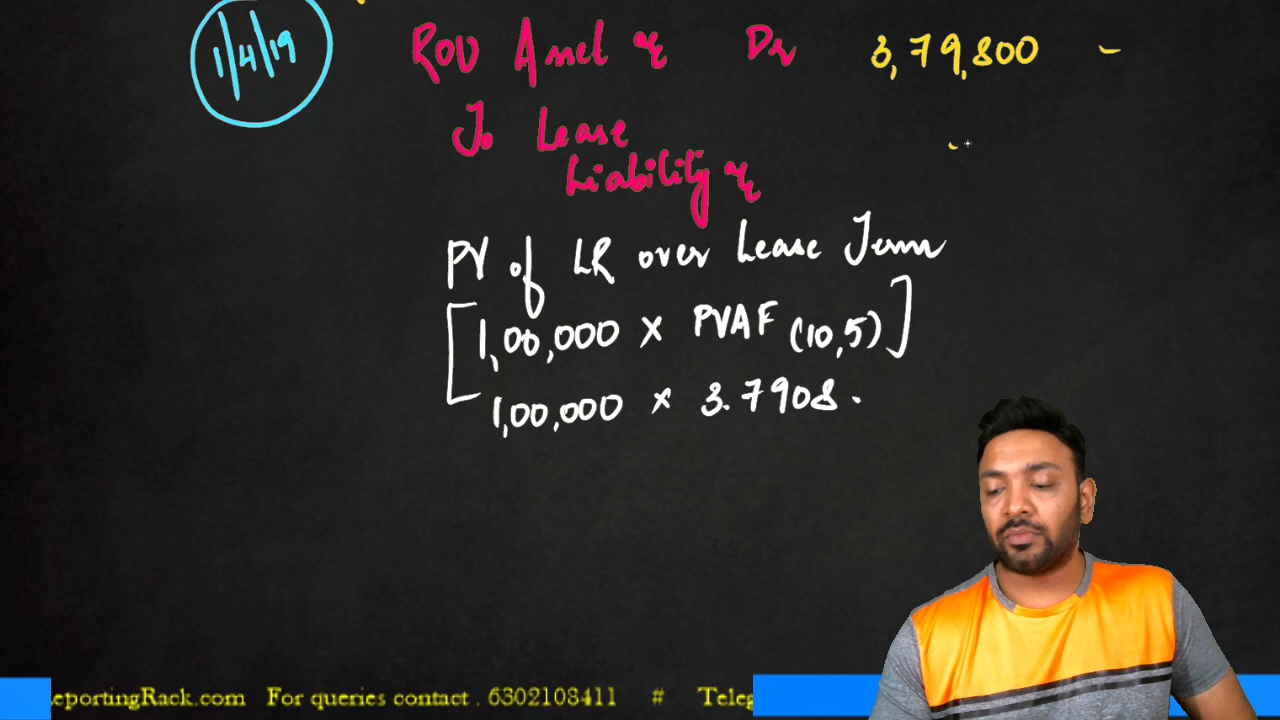 1/4/19 ROU Asset a/c Dr 3,79,800 -
To Lease
Liability a/c
PV of LR over Lease Term
[1,00,000 x PVAF (10,5)]
1,00,000 x 3.7908.
eportingRack.com For queries contact . 6302108411 # Teleg